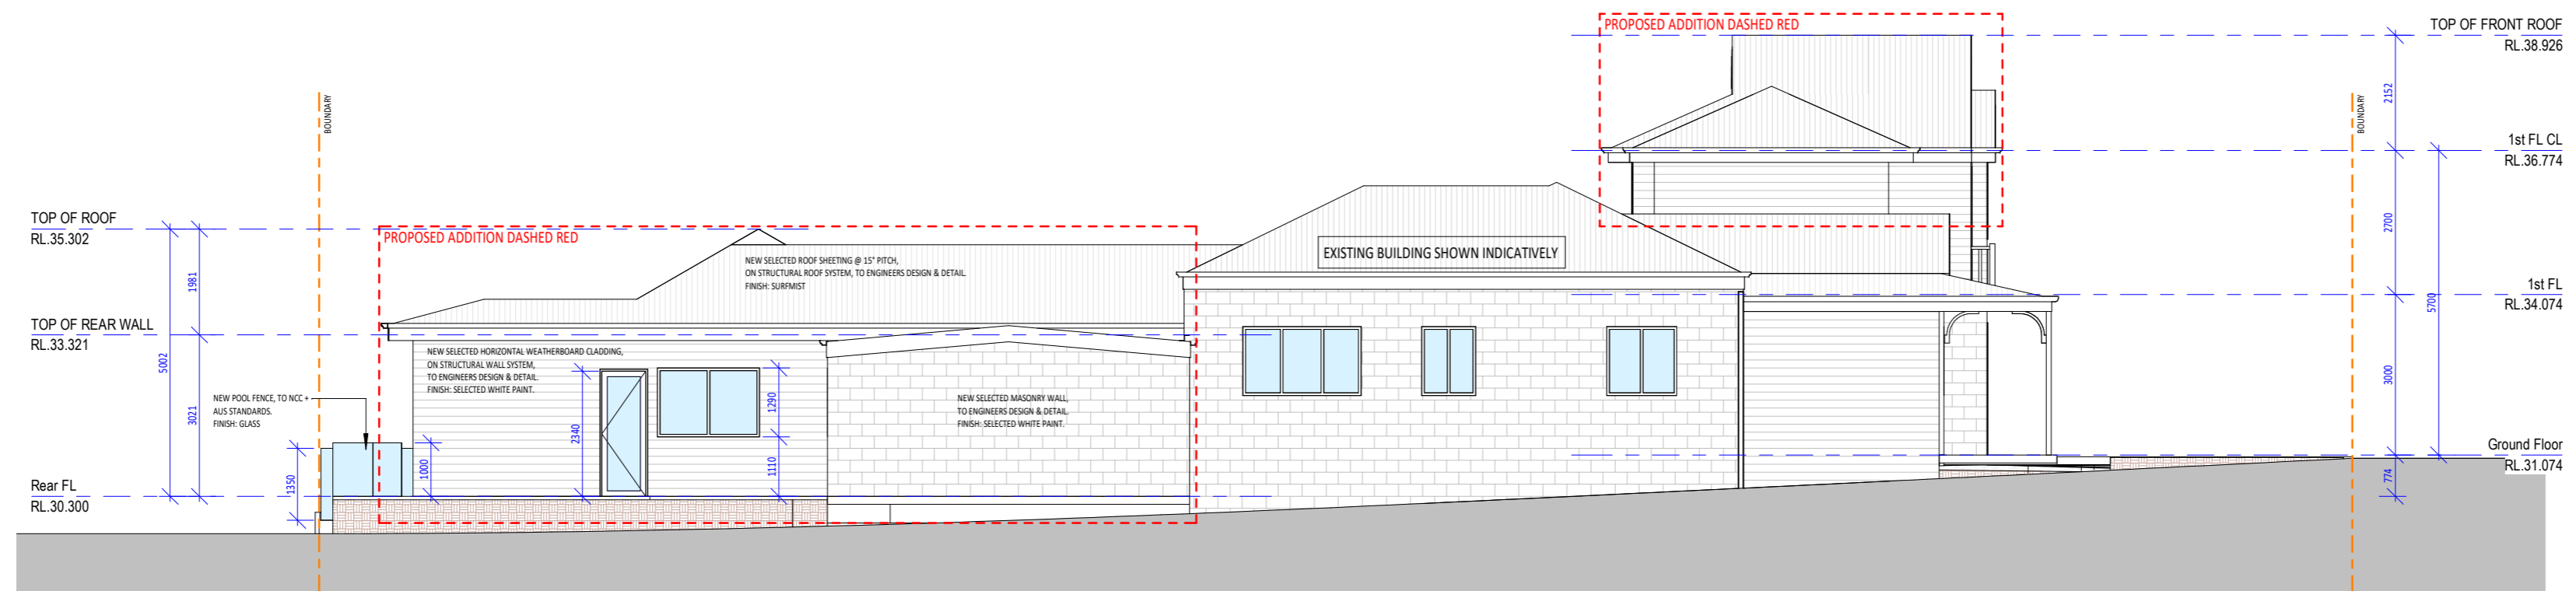 PROPOSED ADDITION DASHED RED
TOP OF FRONT ROOF
RL.38.926
BOUNDARY
BOUNDARY
2152
1st FL CL
RL.36.774
TOP OF ROOF
RL.35.302
PROPOSED ADDITION DASHED RED
2700
EXISTING BUILDING SHOWN INDICATIVELY
NEW SELECTED ROOF SHEETING @ 15° PITCH,
ON STRUCTURAL ROOF SYSTEM, TO ENGINEERS DESIGN & DETAIL.
FINISH: SURFMIST
1981
1st FL
RL.34.074
5700
TOP OF REAR WALL
RL.33.321
5002
NEW SELECTED HORIZONTAL WEATHERBOARD CLADDING,
ON STRUCTURAL WALL SYSTEM,
TO ENGINEERS DESIGN & DETAIL.
FINISH: SELECTED WHITE PAINT.
3000
NEW POOL FENCE, TO NCC +
AUS STANDARDS.
FINISH: GLASS
3021
1290
NEW SELECTED MASONRY WALL,
TO ENGINEERS DESIGN & DETAIL.
FINISH: SELECTED WHITE PAINT.
2340
Ground Floor
RL.31.074
1000
1110
1350
774
Rear FL
RL.30.300